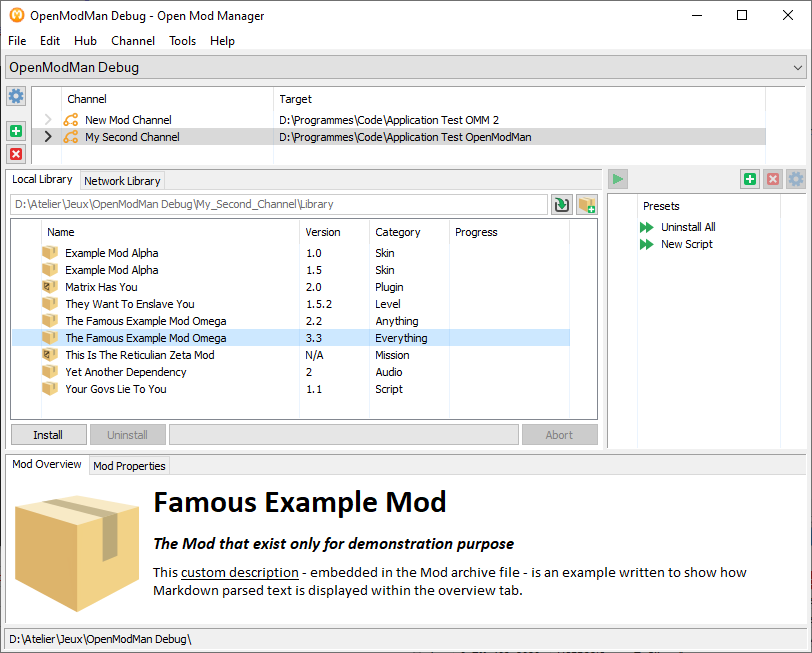 OpenModMan Debug - Open Mod Manager
File Edit Hub Channel Tools Help
OpenModMan Debug
Channel Target
New Mod Channel D:\Programmes\Code\Application Test OMM 2
My Second Channel D:\Programmes\Code\Application Test OpenModMan
Local Library Network Library
D:\Atelier\Jeux\OpenModMan Debug\My_Second_Channel\Library
Name Version Category Progress
Example Mod Alpha 1.0 Skin
Example Mod Alpha 1.5 Skin
Matrix Has You 2.0 Plugin
They Want To Enslave You 1.5.2 Level
The Famous Example Mod Omega 2.2 Anything
The Famous Example Mod Omega 3.3 Everything
This Is The Reticulian Zeta Mod N/A Mission
Yet Another Dependency 2 Audio
Your Govs Lie To You 1.1 Script
Install Uninstall Abort
Presets
Uninstall All
New Script
Mod Overview Mod Properties
Famous Example Mod
The Mod that exist only for demonstration purpose
This custom description - embedded in the Mod archive file - is an example written to show how
Markdown parsed text is displayed within the overview tab.
D:\Atelier\Jeux\OpenModMan Debug\